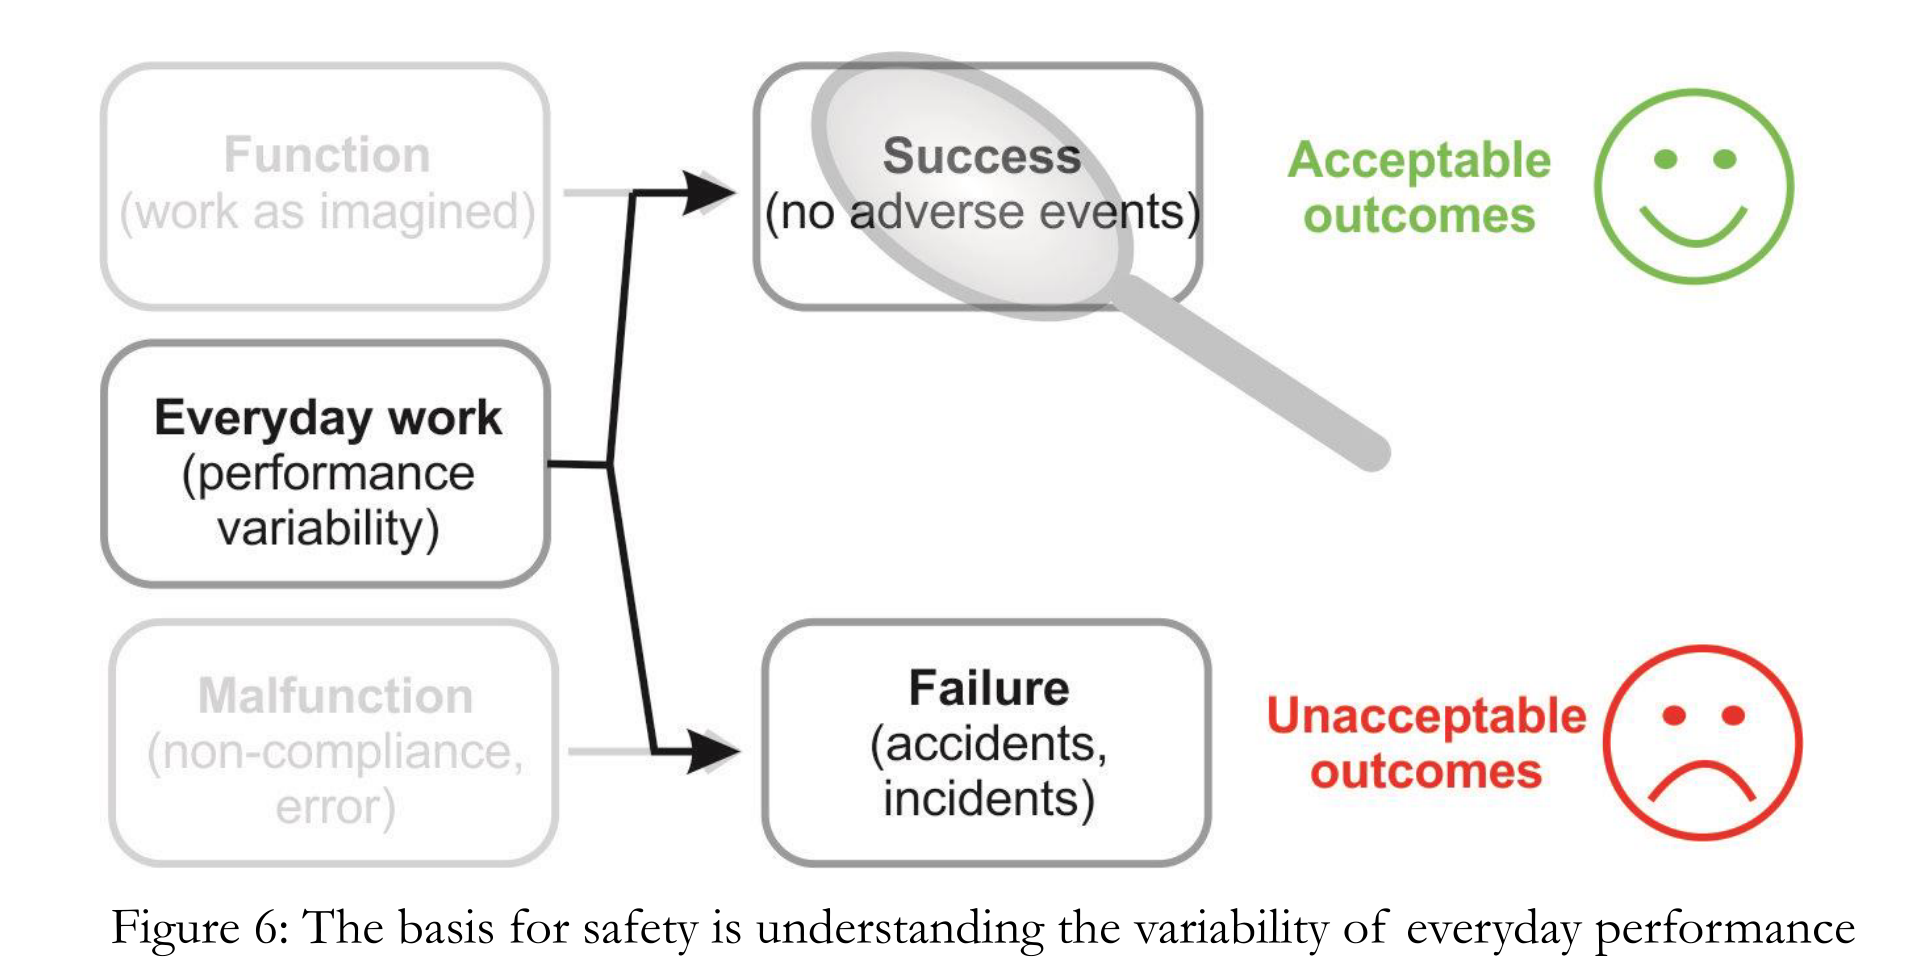 Function
(work as imagined)
Success
(no adverse events)
Acceptable
outcomes
Everyday work
(performance
variability)
Malfunction
(non-compliance,
error)
Failure
(accidents,
incidents)
Unacceptable
outcomes
Figure 6: The basis for safety is understanding the variability of everyday performance